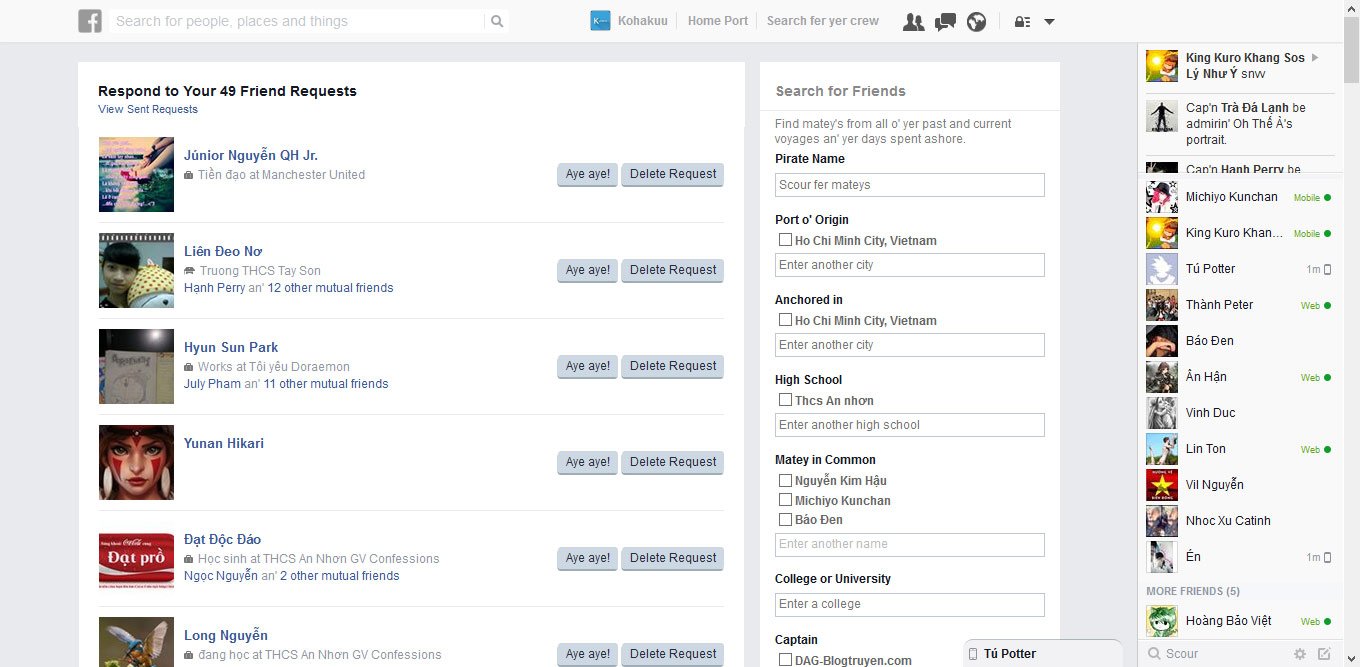 Search for people, places and things
Kohakuu
Home Port
Search fer yer crew
Respond to Your 49 Friend Requests
View Sent Requests
Júnior Nguyễn QH Jr.
Tiền đạo at Manchester United
Aye aye!
Delete Request
Liên Đeo Nơ
Truong THCS Tay Son
Hạnh Perry an' 12 other mutual friends
Aye aye!
Delete Request
Hyun Sun Park
Works at Tôi yêu Doraemon
July Pham an' 11 other mutual friends
Aye aye!
Delete Request
Yunan Hikari
Aye aye!
Delete Request
Đạt prồ
Đạt Độc Đáo
Học sinh at THCS An Nhơn GV Confessions
Ngọc Nguyễn an' 2 other mutual friends
Aye aye!
Delete Request
Long Nguyễn
đang học at THCS An Nhơn GV Confessions
Aye aye!
Delete Request
Search for Friends
Find matey's from all o' yer past and current
voyages an' yer days spent ashore.
Pirate Name
Scour fer mateys
Port o' Origin
Ho Chi Minh City, Vietnam
Enter another city
Anchored in
Ho Chi Minh City, Vietnam
Enter another city
High School
Thcs An nhơn
Enter another high school
Matey in Common
Nguyễn Kim Hậu
Michiyo Kunchan
Báo Đen
Enter another name
College or University
Enter a college
Captain
DAG-Blogtruyen.com
King Kuro Khang Sos
Lý Như Ý snw
Cap'n Trà Đá Lạnh be
admirin' Oh Thế À's
portrait.
Cap'n Hạnh Perry be
Michiyo Kunchan
Mobile
King Kuro Khan...
Mobile
Tú Potter
1m
Thành Peter
Web
Báo Đen
Ân Hận
Web
Vinh Duc
Lin Ton
Web
Vil Nguyễn
Nhoc Xu Catinh
Én
1m
MORE FRIENDS (5)
Hoàng Bảo Việt
Web
Scour
Tú Potter